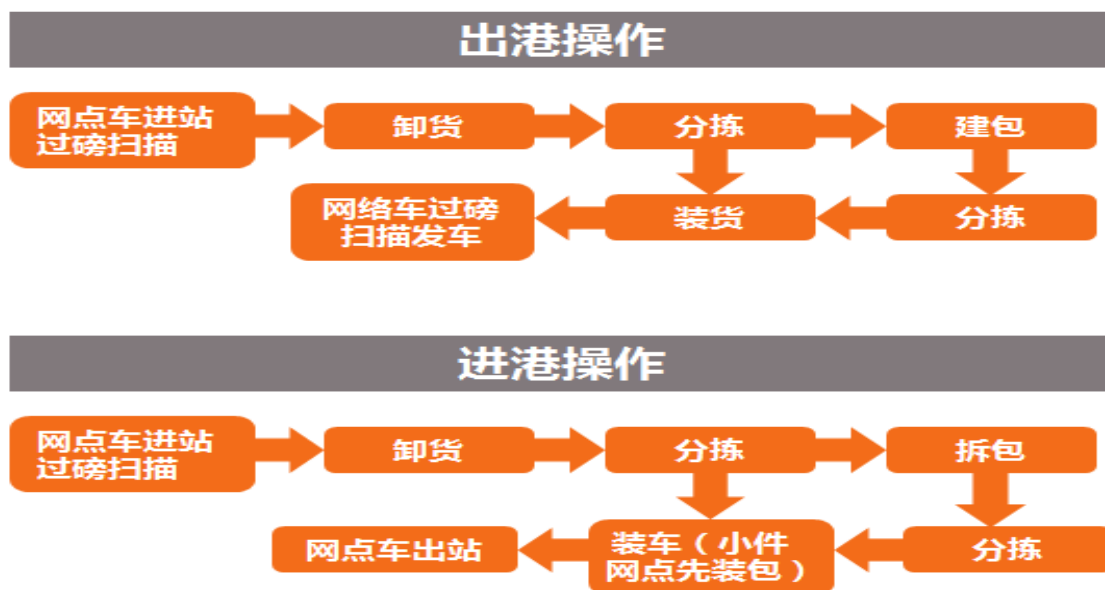 出港操作
网点车进站
过磅扫描
卸货
分拣
建包
网络车过磅
扫描发车
装货
分拣
进港操作
网点车进站
过磅扫描
卸货
分拣
拆包
网点车出站
装车（小件
网点先装包）
分拣